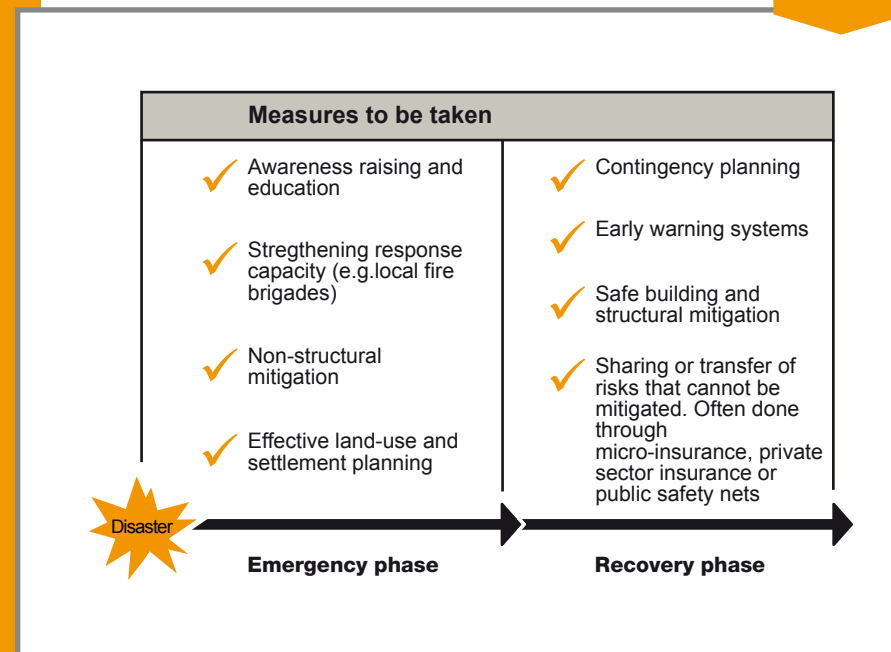 Measures to be taken
Awareness raising and
education
Stregthening response
capacity (e.g.local fire
brigades)
Non-structural
mitigation
Effective land-use and
settlement planning
Contingency planning
Early warning systems
Safe building and
structural mitigation
Sharing or transfer of
risks that cannot be
mitigated. Often done
through
micro-insurance, private
sector insurance or
public safety nets
Disaster
Emergency phase
Recovery phase